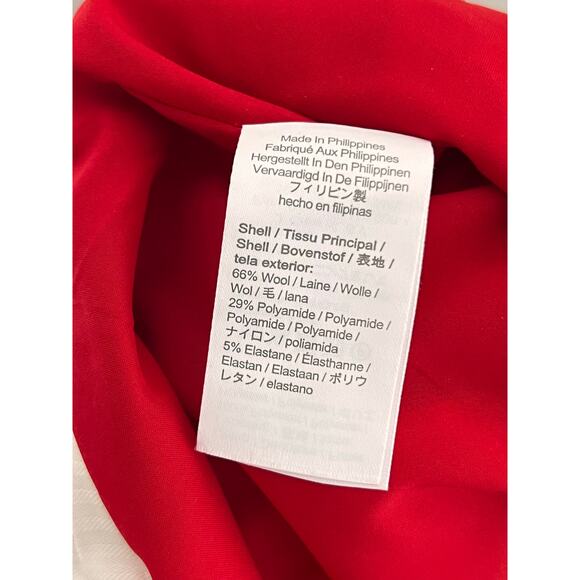 Made In Philippines
Fabriqué Aux Philippines
Hergestellt In Den Philippinen
Vervaardigd In De Filippijnen
フィリピン製
hecho en filipinas
Shell / Tissu Principal /
Shell / Bovenstof / 表地 /
tela exterior:
66% Wool / Laine / Wolle /
Wol / 毛 / lana
29% Polyamide / Polyamide /
Polyamide / Polyamide /
ナイロン / poliamida
5% Elastane / Élasthanne /
Elastan / Elastaan / ポリウ
レタン / elastano